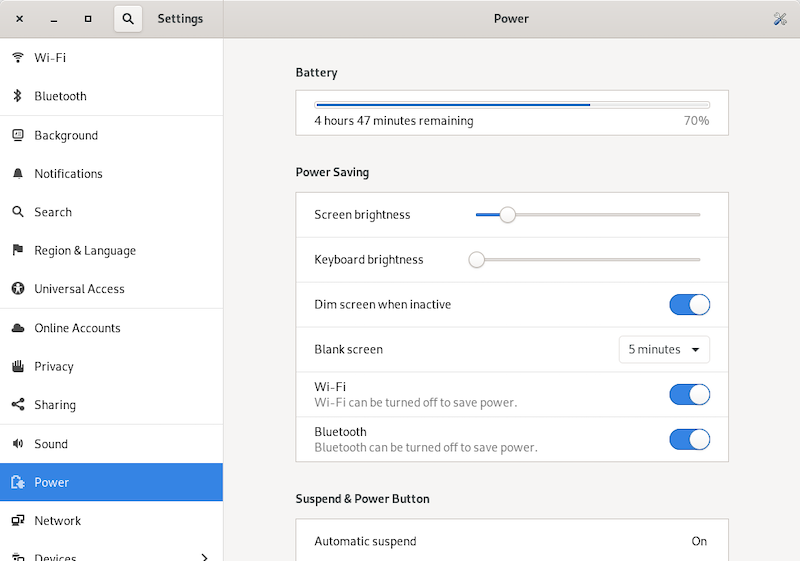 Settings
Power
Wi-Fi
Bluetooth
Background
Notifications
Search
Region & Language
Universal Access
Online Accounts
Privacy
Sharing
Sound
Power
Network
Devices
Battery
4 hours 47 minutes remaining 70%
Power Saving
Screen brightness
Keyboard brightness
Dim screen when inactive
Blank screen 5 minutes
Wi-Fi
Wi-Fi can be turned off to save power.
Bluetooth
Bluetooth can be turned off to save power.
Suspend & Power Button
Automatic suspend On